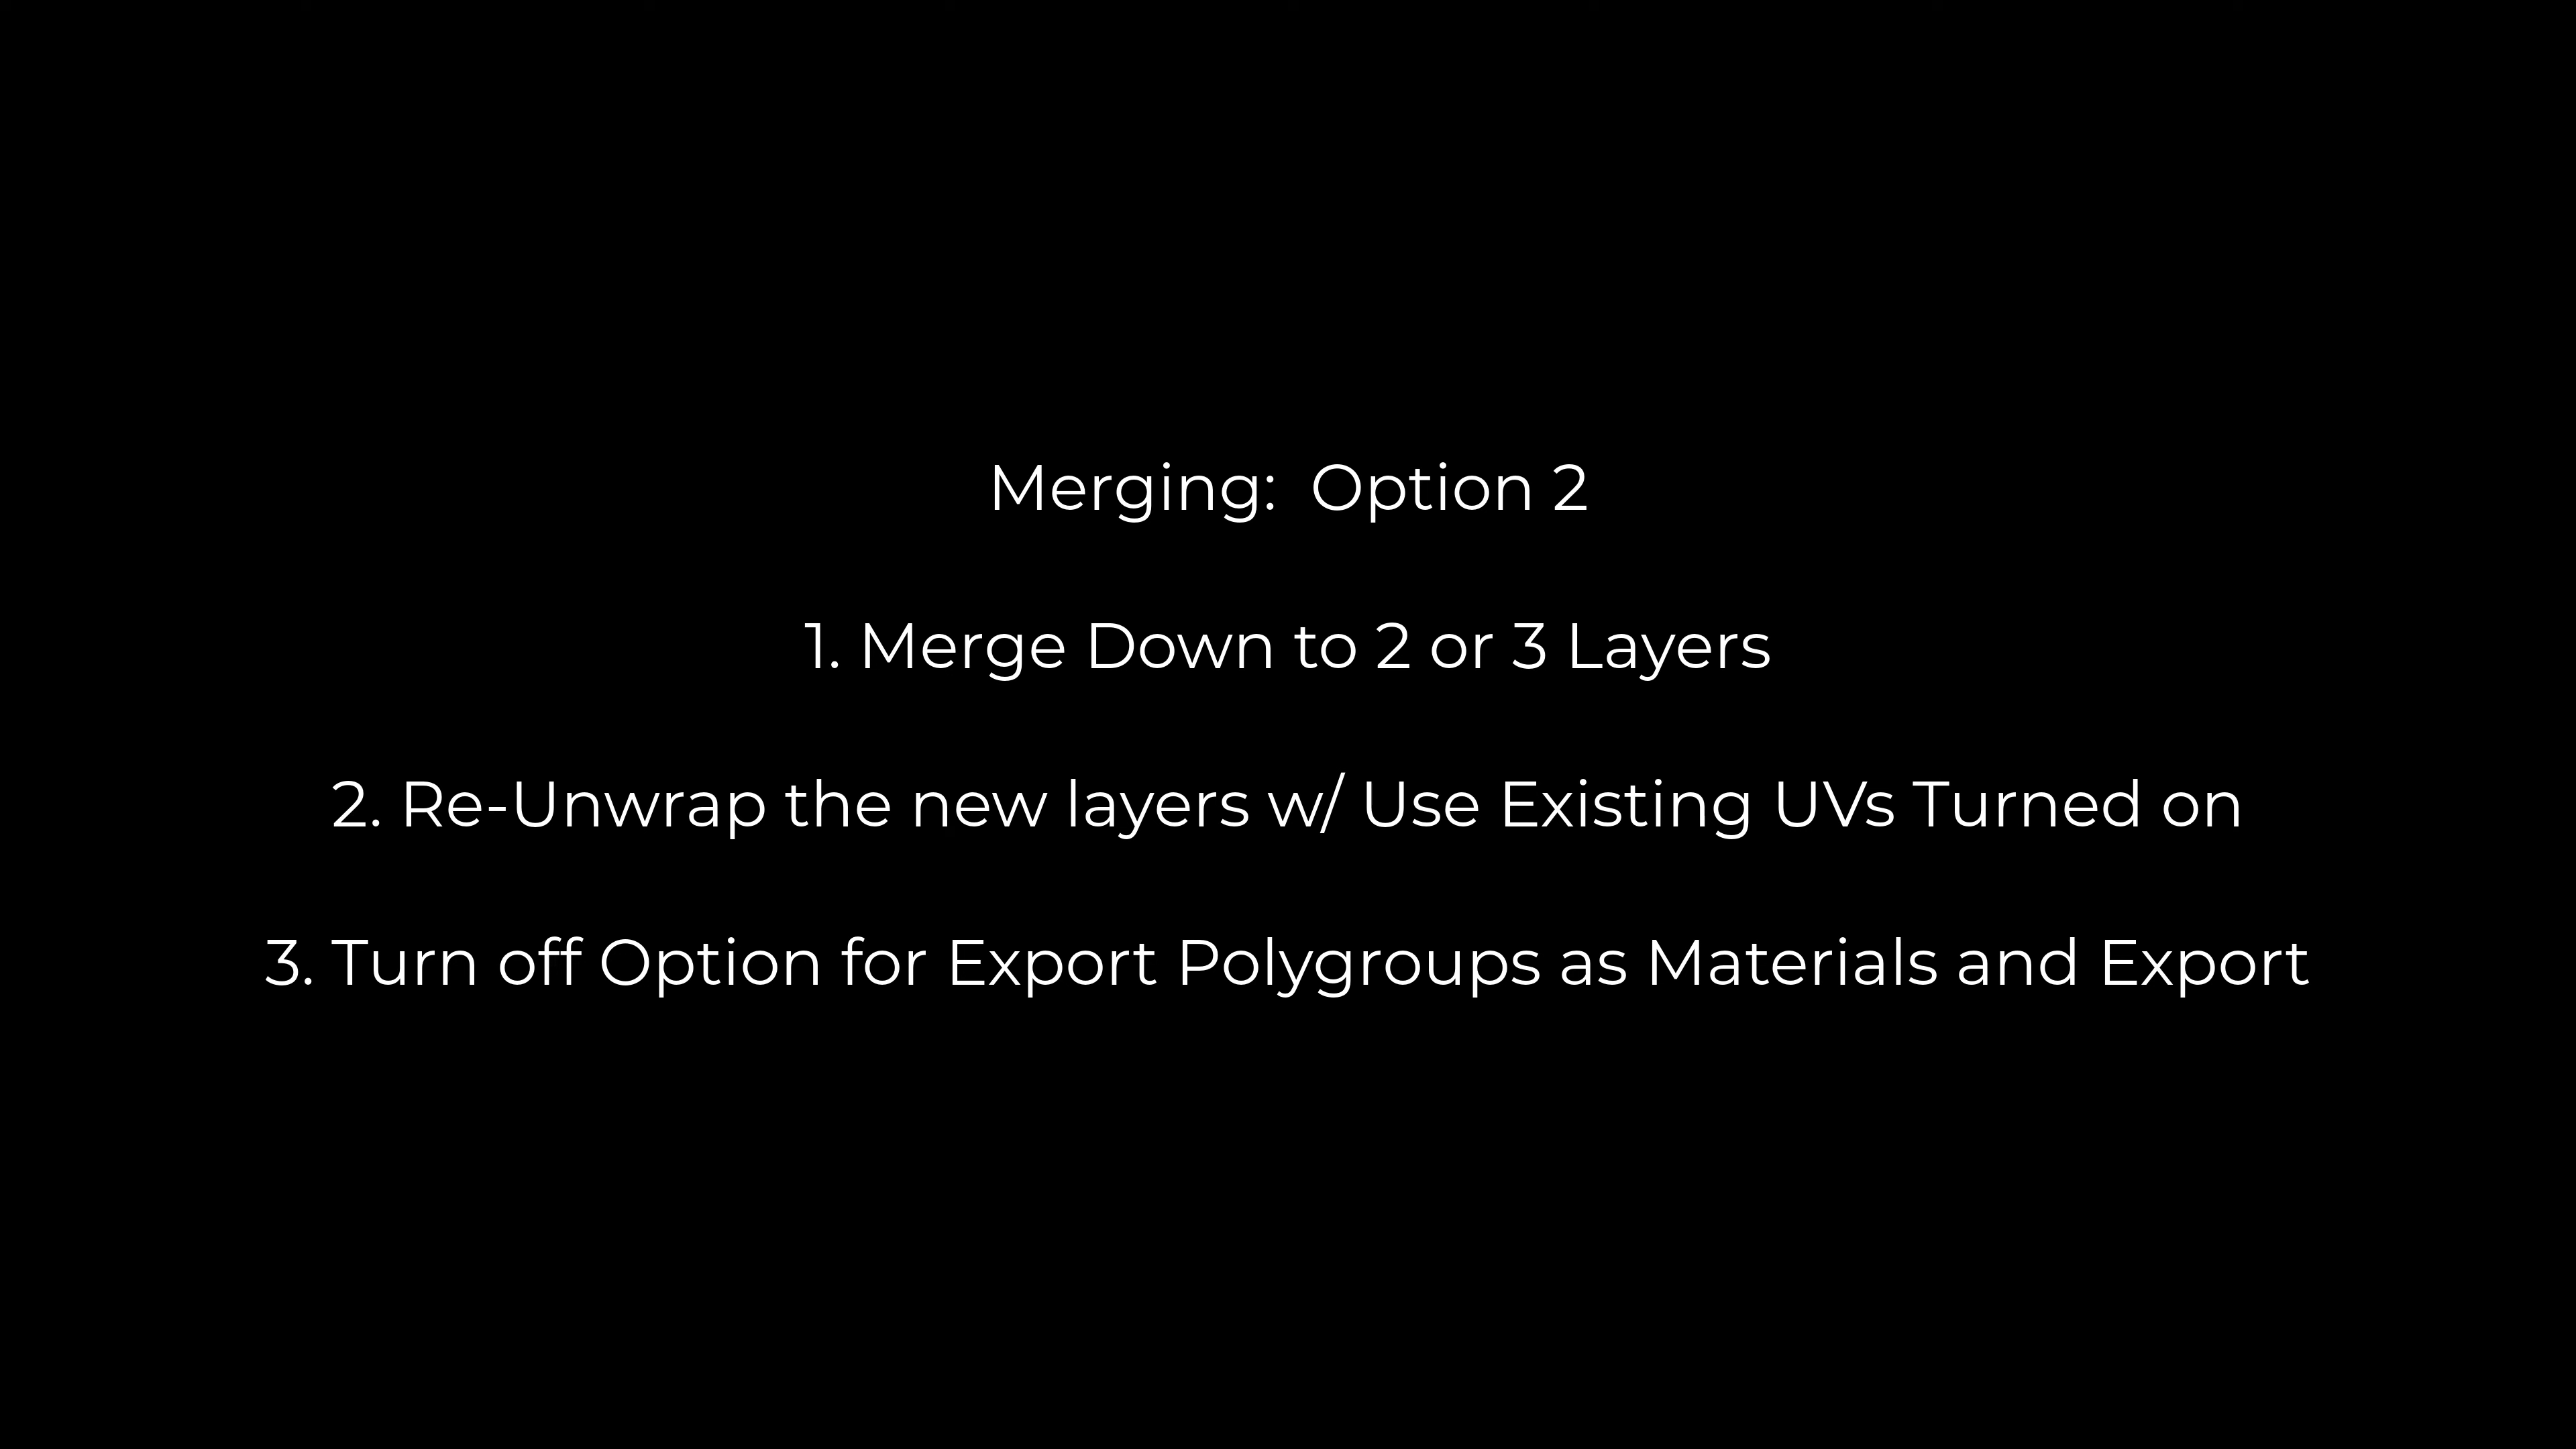 Merging:  Option 2
1. Merge Down to 2 or 3 Layers
2. Re-Unwrap the new layers w/ Use Existing UVs Turned on
3. Turn off Option for Export Polygroups as Materials and Export